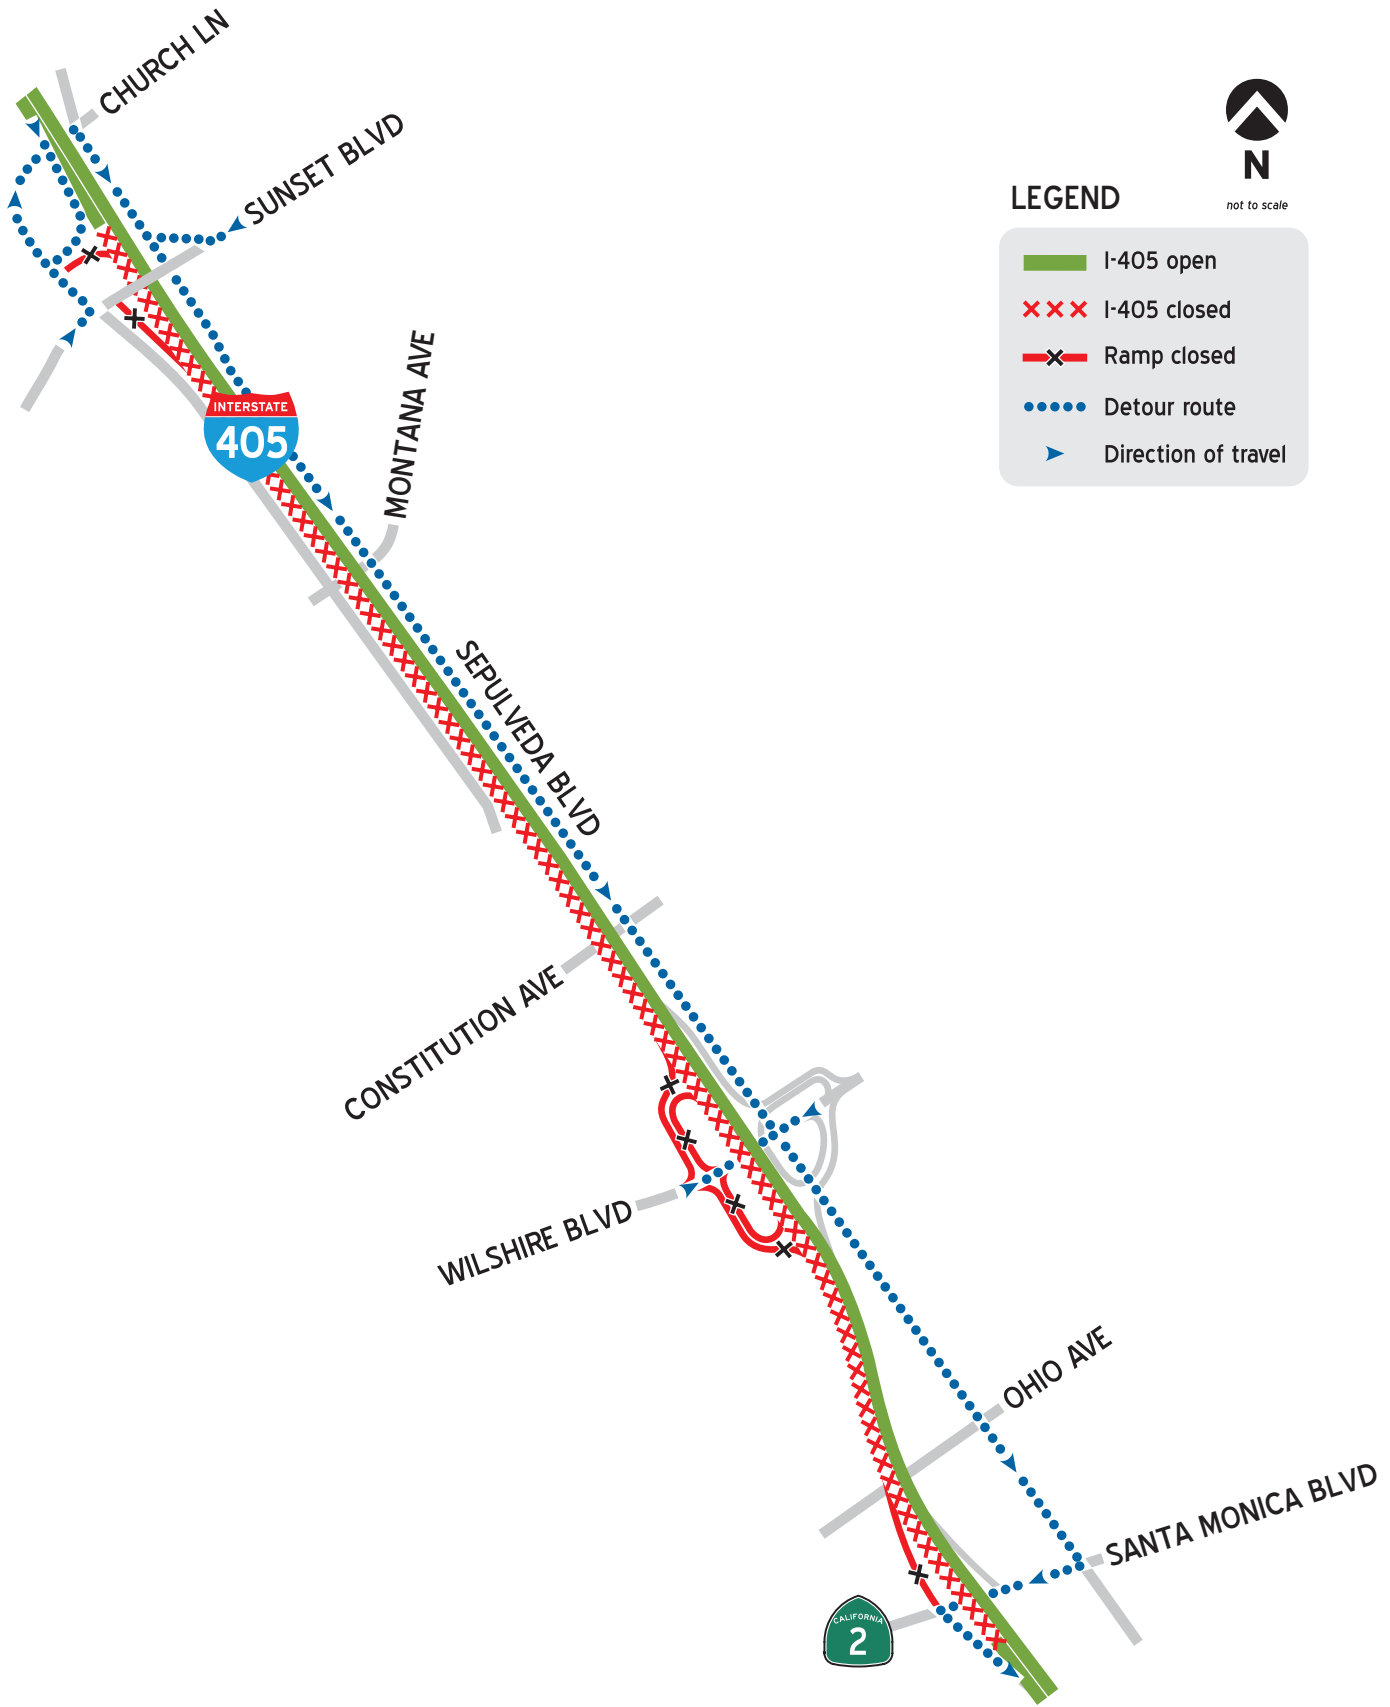 CHURCH LN
SUNSET BLVD
N
not to scale
LEGEND
I-405 open
I-405 closed
Ramp closed
Detour route
Direction of travel
INTERSTATE
405
MONTANA AVE
SEPULVEDA BLVD
CONSTITUTION AVE
WILSHIRE BLVD
OHIO AVE
SANTA MONICA BLVD
CALIFORNIA
2